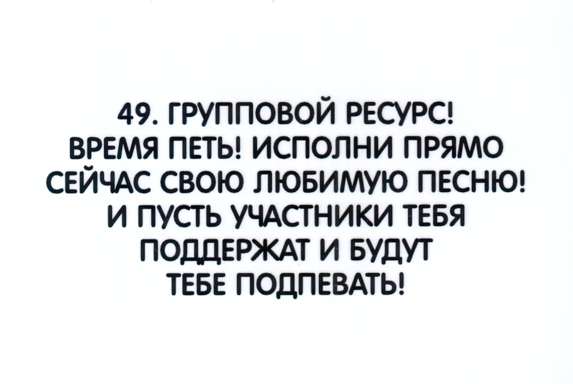 49. ГРУППОВОЙ РЕСУРС!
ВРЕМЯ ПЕТЬ! ИСПОЛНИ ПРЯМО
СЕЙЧАС СВОЮ ЛЮБИМУЮ ПЕСНЮ!
И ПУСТЬ УЧАСТНИКИ ТЕБЯ
ПОДДЕРЖАТ И БУДУТ
ТЕБЕ ПОДПЕВАТЬ!